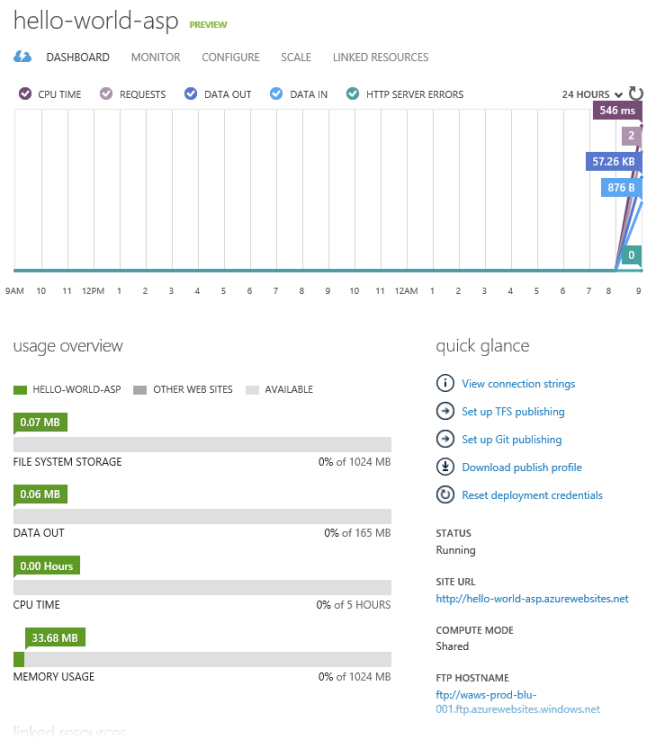 hello-world-asp PREVIEW
DASHBOARD MONITOR CONFIGURE SCALE LINKED RESOURCES
CPU TIME REQUESTS DATA OUT DATA IN HTTP SERVER ERRORS 24 HOURS
546 ms
2
57.26 KB
876 B
0
9AM 10 11 12PM 1 2 3 4 5 6 7 8 9 10 11 12AM 1 2 3 4 5 6 7 8 9
usage overview
HELLO-WORLD-ASP OTHER WEB SITES AVAILABLE
0.07 MB
FILE SYSTEM STORAGE 0% of 1024 MB
0.06 MB
DATA OUT 0% of 165 MB
0.00 Hours
CPU TIME 0% of 5 HOURS
33.68 MB
MEMORY USAGE 0% of 1024 MB
linked resources
quick glance
View connection strings
Set up TFS publishing
Set up Git publishing
Download publish profile
Reset deployment credentials
STATUS
Running
SITE URL
http://hello-world-asp.azurewebsites.net
COMPUTE MODE
Shared
FTP HOSTNAME
ftp://waws-prod-blu-
001.ftp.azurewebsites.windows.net